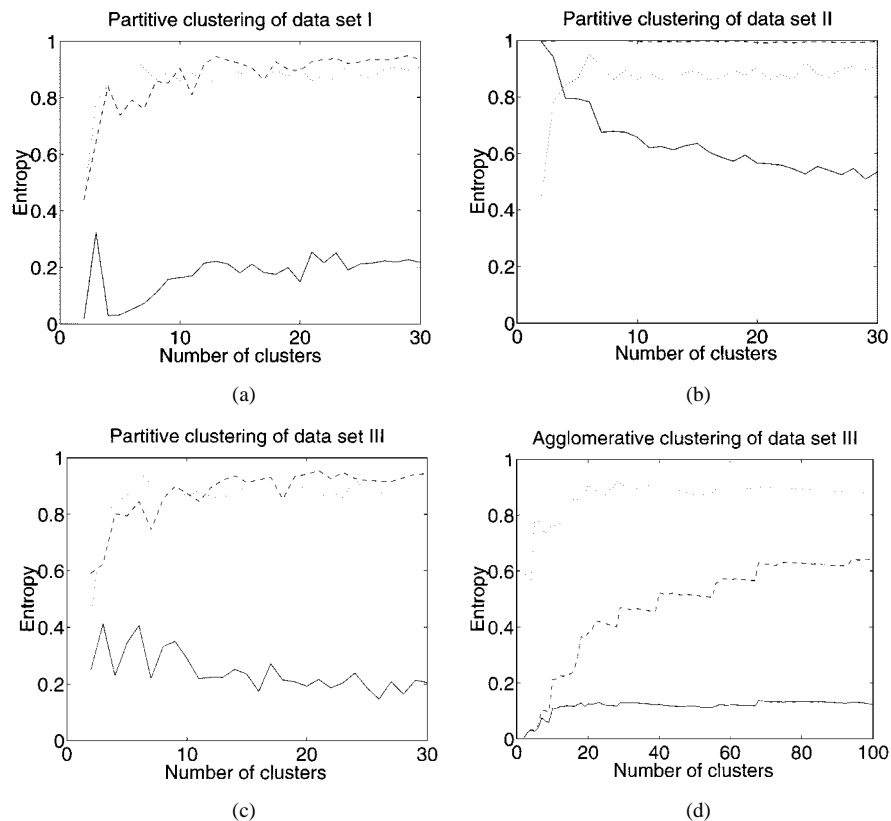 Partitive clustering of data set I
1
0.8
0.6
0.4
0.2
0
Entropy
0 10 20 30
Number of clusters
(a)
Partitive clustering of data set II
1
0.8
0.6
0.4
0.2
0
Entropy
0 10 20 30
Number of clusters
(b)
Partitive clustering of data set III
1
0.8
0.6
0.4
0.2
0
Entropy
0 10 20 30
Number of clusters
(c)
Agglomerative clustering of data set III
1
0.8
0.6
0.4
0.2
0
Entropy
0 20 40 60 80 100
Number of clusters
(d)